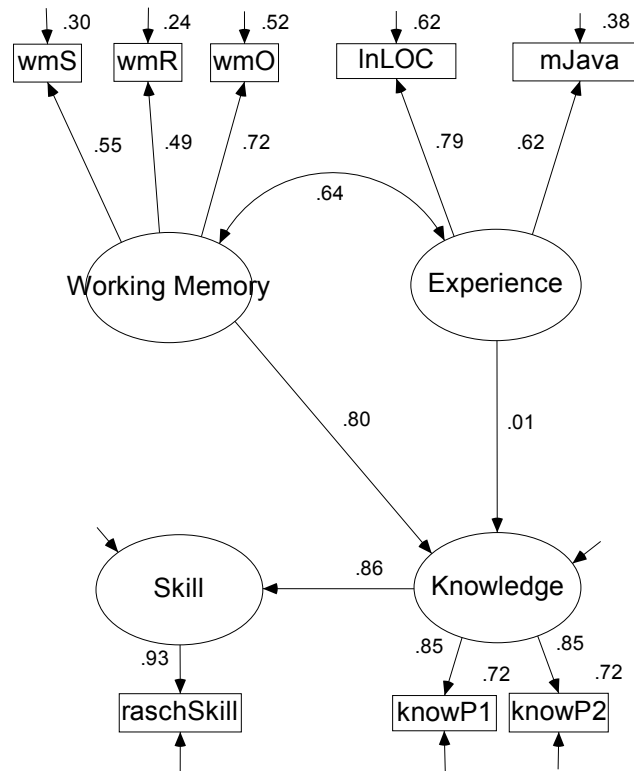 .30 .24 .52 .62 .38
wmS wmR wmO lnLOC mJava
.55 .49 .72 .79 .62
.64
Working Memory Experience
.80 .01
Skill .86 Knowledge
.93 .85 .72 .85 .72
raschSkill knowP1 knowP2